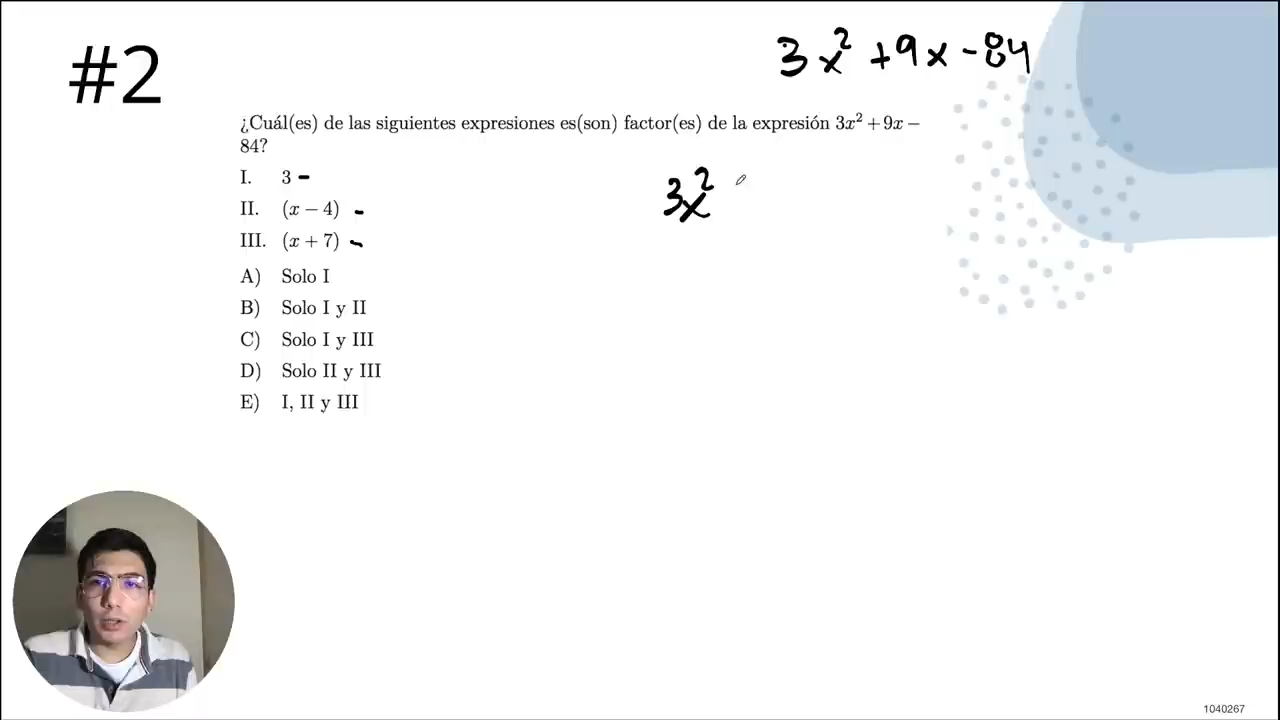 #2
3x² + 9x - 84
¿Cuál(es) de las siguientes expresiones es(son) factor(es) de la expresión 3x² + 9x −
84?
I. 3
II. (x − 4)
III. (x + 7)
3x²
A) Solo I
B) Solo I y II
C) Solo I y III
D) Solo II y III
E) I, II y III
1040267